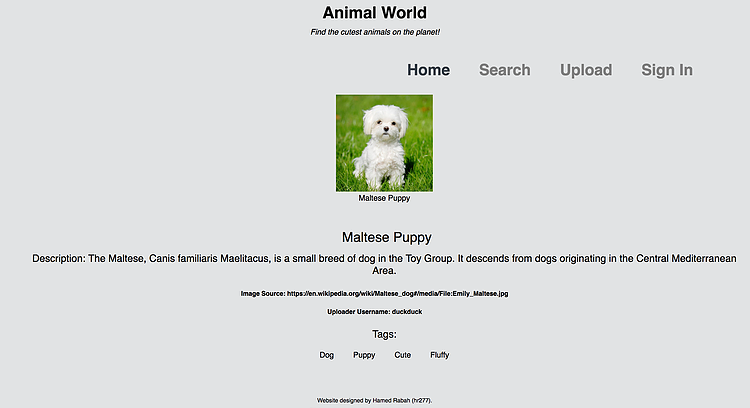 Animal World
Find the cutest animals on the planet!
Home Search Upload Sign In
Maltese Puppy
Maltese Puppy
Description: The Maltese, Canis familiaris Maelitacus, is a small breed of dog in the Toy Group. It descends from dogs originating in the Central Mediterranean
Area.
Image Source: https://en.wikipedia.org/wiki/Maltese_dog#/media/File:Emily_Maltese.jpg
Uploader Username: duckduck
Tags:
Dog Puppy Cute Fluffy
Website designed by Hamed Rabah (hr277).